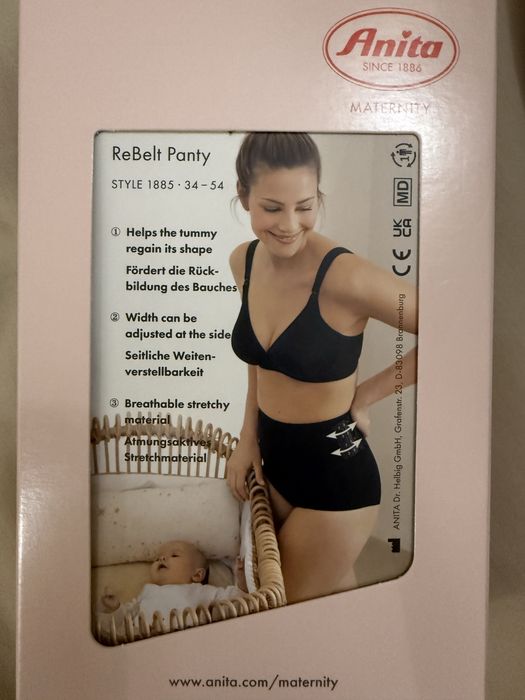 Anita
SINCE 1886
MATERNITY
ReBelt Panty
STYLE 1885 · 34 – 54
① Helps the tummy
regain its shape
Fördert die Rück-
bildung des Bauches
② Width can be
adjusted at the side
Seitliche Weiten-
verstellbarkeit
③ Breathable stretchy
material
Atmungsaktives
Stretchmaterial
1
MD
UK
CA
CE
ANITA Dr. Helbig GmbH, Grafenstr. 23, D-83098 Brannenburg
www.anita.com/maternity